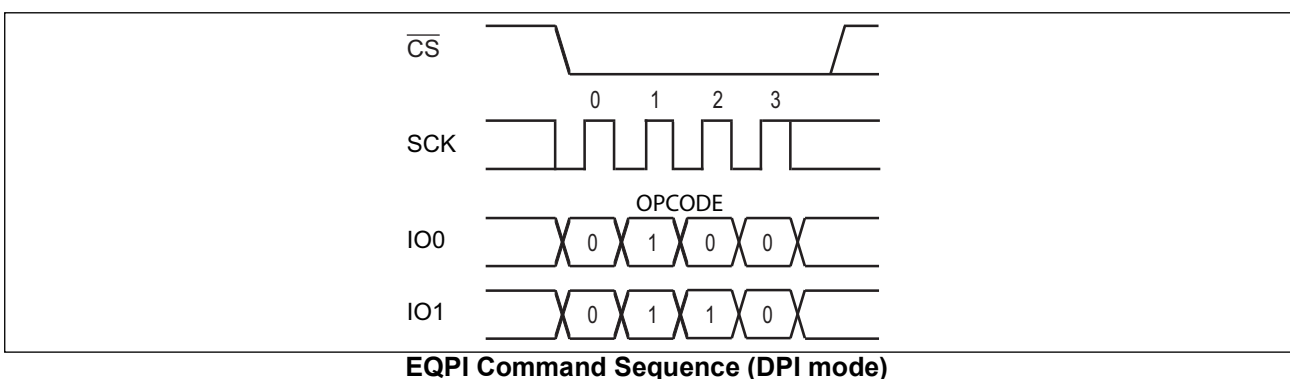 CS
0 1 2 3
SCK
OPCODE
IO0 0 1 0 0
IO1 0 1 1 0
EQPI Command Sequence (DPI mode)